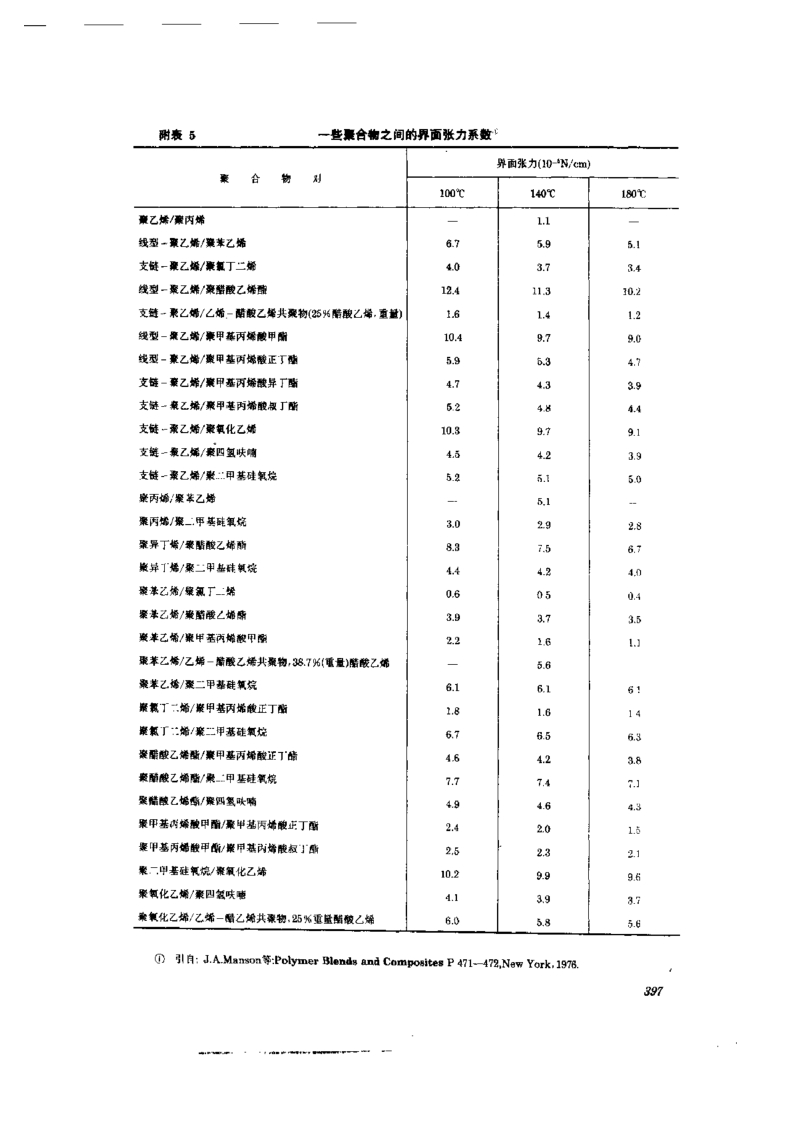 附表 5 一些聚合物之间的界面张力系数①
聚合物对 界面张力(10⁻⁵N/cm)
100℃ 140℃ 180℃
聚乙烯/聚丙烯 — 1.1 —
线型-聚乙烯/聚苯乙烯 6.7 5.9 5.1
支链-聚乙烯/聚氯丁二烯 4.0 3.7 3.4
线型-聚乙烯/聚醋酸乙烯酯 12.4 11.3 10.2
支链-聚乙烯/乙烯-醋酸乙烯共聚物(25%醋酸乙烯,重量) 1.6 1.4 1.2
线型-聚乙烯/聚甲基丙烯酸甲酯 10.4 9.7 9.0
线型-聚乙烯/聚甲基丙烯酸正丁酯 5.9 5.3 4.7
支链-聚乙烯/聚甲基丙烯酸异丁酯 4.7 4.3 3.9
支链-聚乙烯/聚甲基丙烯酸叔丁酯 5.2 4.8 4.4
支链-聚乙烯/聚氧化乙烯 10.3 9.7 9.1
支链-聚乙烯/聚四氢呋喃 4.5 4.2 3.9
支链-聚乙烯/聚二甲基硅氧烷 5.2 5.1 5.0
聚丙烯/聚苯乙烯 — 5.1 —
聚丙烯/聚二甲基硅氧烷 3.0 2.9 2.8
聚异丁烯/聚醋酸乙烯酯 8.3 7.5 6.7
聚异丁烯/聚二甲基硅氧烷 4.4 4.2 4.0
聚苯乙烯/聚氯丁二烯 0.6 0.5 0.4
聚苯乙烯/聚醋酸乙烯酯 3.9 3.7 3.5
聚苯乙烯/聚甲基丙烯酸甲酯 2.2 1.6 1.1
聚苯乙烯/乙烯-醋酸乙烯共聚物,38.7%(重量)醋酸乙烯 — 5.6
聚苯乙烯/聚二甲基硅氧烷 6.1 6.1 6.1
聚氯丁二烯/聚甲基丙烯酸正丁酯 1.8 1.6 1.4
聚氯丁二烯/聚二甲基硅氧烷 6.7 6.5 6.3
聚醋酸乙烯酯/聚甲基丙烯酸正丁酯 4.6 4.2 3.8
聚醋酸乙烯酯/聚二甲基硅氧烷 7.7 7.4 7.1
聚醋酸乙烯酯/聚四氢呋喃 4.9 4.6 4.3
聚甲基丙烯酸甲酯/聚甲基丙烯酸正丁酯 2.4 2.0 1.5
聚甲基丙烯酸甲酯/聚甲基丙烯酸叔丁酯 2.5 2.3 2.1
聚二甲基硅氧烷/聚氧化乙烯 10.2 9.9 9.6
聚氧化乙烯/聚四氢呋喃 4.1 3.9 3.7
聚氧化乙烯/乙烯-醋乙烯共聚物,25%重量醋酸乙烯 6.0 5.8 5.6
① 引自: J.A.Manson等:Polymer Blends and Composites P 471—472,New York,1976.
397